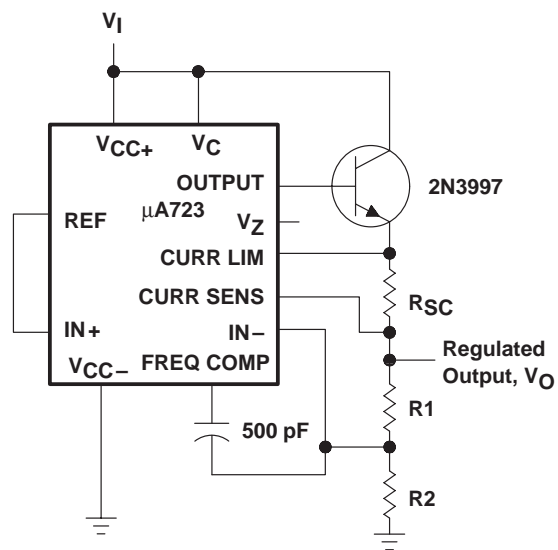 VI
VCC+
VC
OUTPUT
μA723
2N3997
REF
VZ
CURR LIM
CURR SENS
RSC
IN+
IN−
Regulated
Output, VO
VCC−
FREQ COMP
R1
500 pF
R2